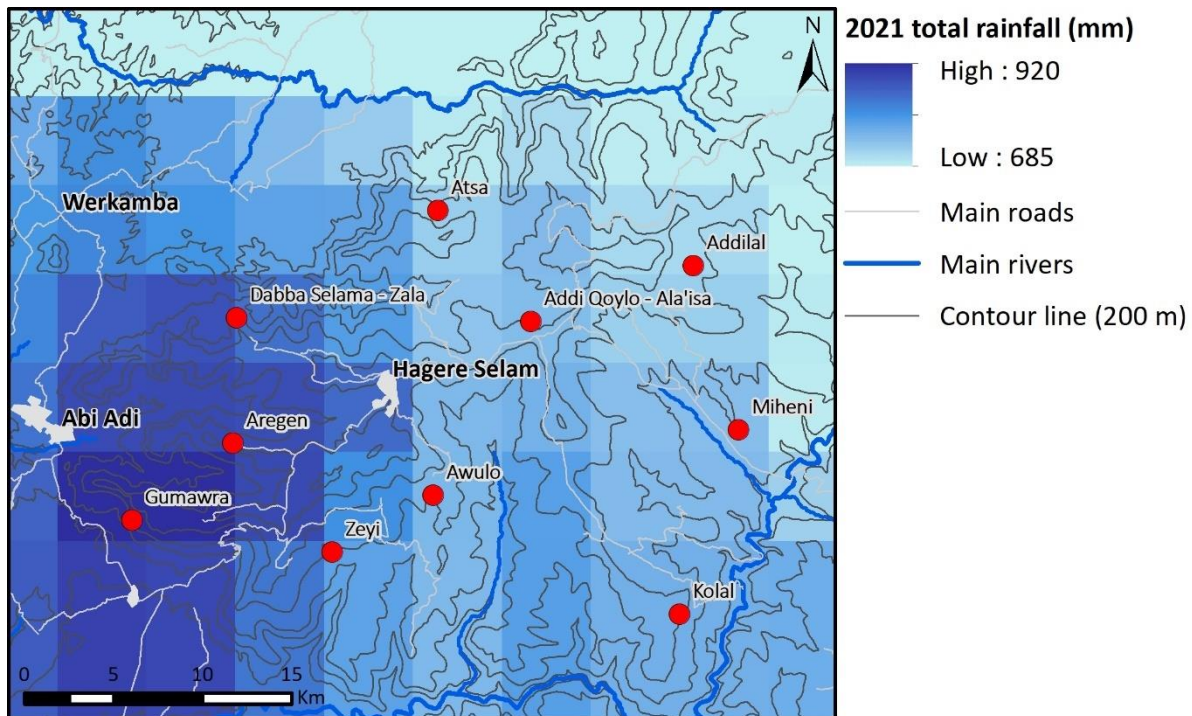 2021 total rainfall (mm)
High : 920
Low : 685
Main roads
Main rivers
Contour line (200 m)
N
Werkamba
Atsa
Addilal
Dabba Selama - Zala
Addi Qoylo - Ala'isa
Hagere Selam
Abi Adi
Aregen
Miheni
Awulo
Gumawra
Zeyi
Kolal
0 5 10 15
Km